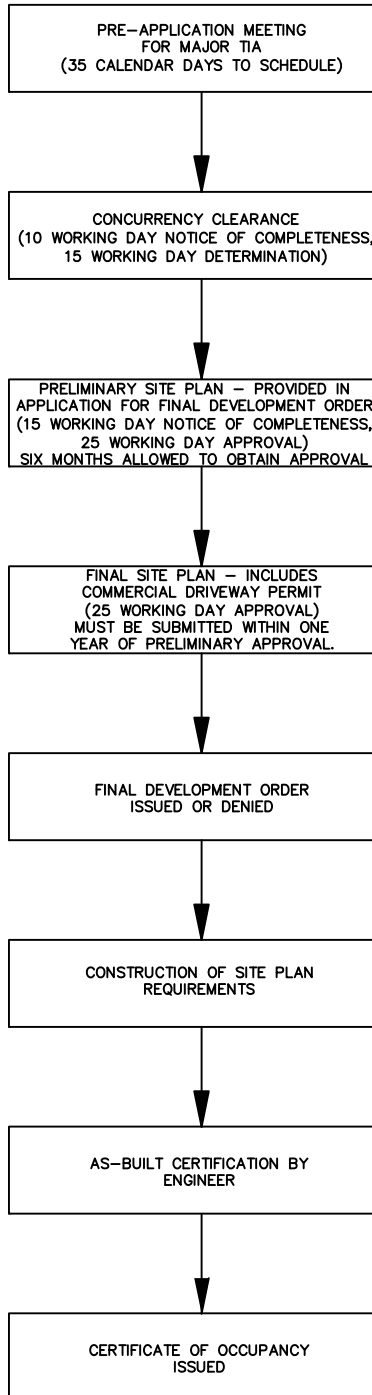 PRE-APPLICATION MEETING
FOR MAJOR TIA
(35 CALENDAR DAYS TO SCHEDULE)
CONCURRENCY CLEARANCE
(10 WORKING DAY NOTICE OF COMPLETENESS,
15 WORKING DAY DETERMINATION)
PRELIMINARY SITE PLAN – PROVIDED IN
APPLICATION FOR FINAL DEVELOPMENT ORDER
(15 WORKING DAY NOTICE OF COMPLETENESS,
25 WORKING DAY APPROVAL)
SIX MONTHS ALLOWED TO OBTAIN APPROVAL
FINAL SITE PLAN – INCLUDES
COMMERCIAL DRIVEWAY PERMIT
(25 WORKING DAY APPROVAL)
MUST BE SUBMITTED WITHIN ONE
YEAR OF PRELIMINARY APPROVAL.
FINAL DEVELOPMENT ORDER
ISSUED OR DENIED
CONSTRUCTION OF SITE PLAN
REQUIREMENTS
AS-BUILT CERTIFICATION BY
ENGINEER
CERTIFICATE OF OCCUPANCY
ISSUED